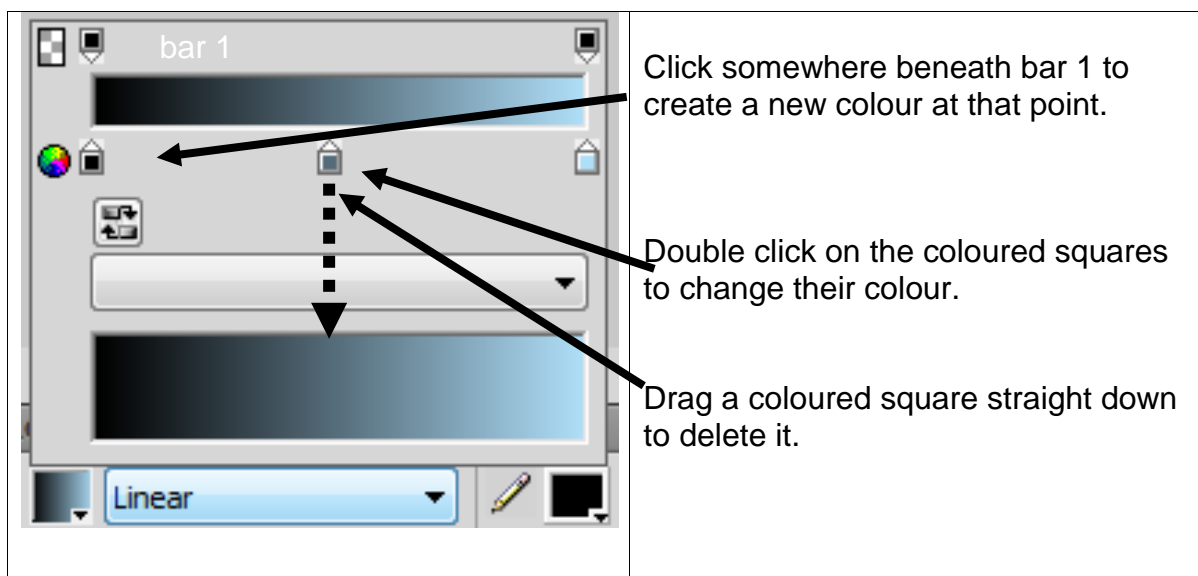 bar 1
Click somewhere beneath bar 1 to
create a new colour at that point.
Double click on the coloured squares
to change their colour.
Drag a coloured square straight down
to delete it.
Linear